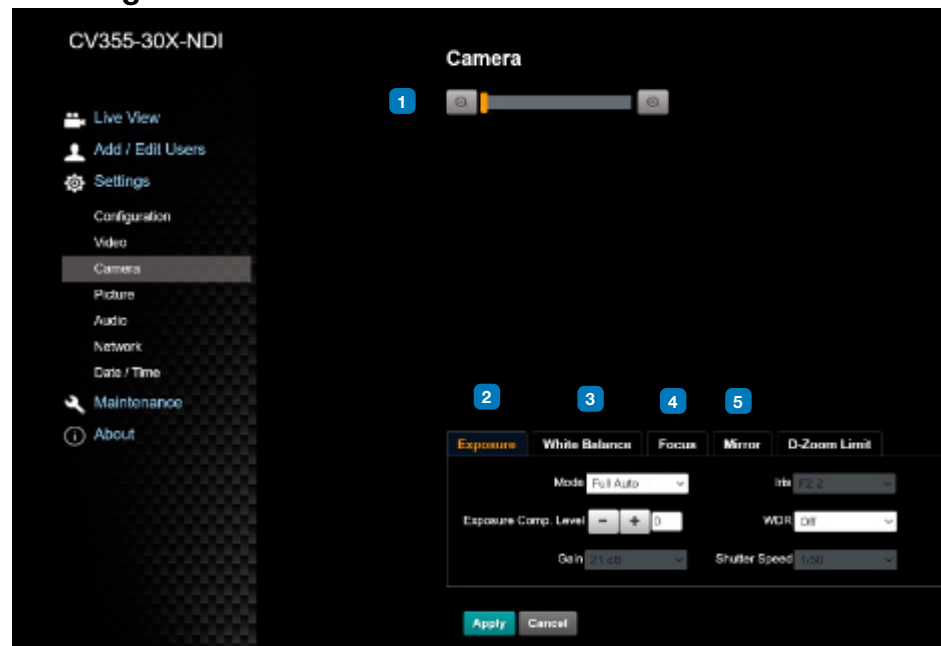 CV355-30X-NDI
Camera
1
Live View
Add / Edit Users
Settings
Configuration
Video
Camera
Picture
Audio
Network
Date / Time
Maintenance
About
2 3 4 5
Exposure White Balance Focus Mirror D-Zoom Limit
Mode Full Auto Iris F2.2
Exposure Comp. Level - + 0 WDR Off
Gain 21 dB Shutter Speed 1/50
Apply Cancel